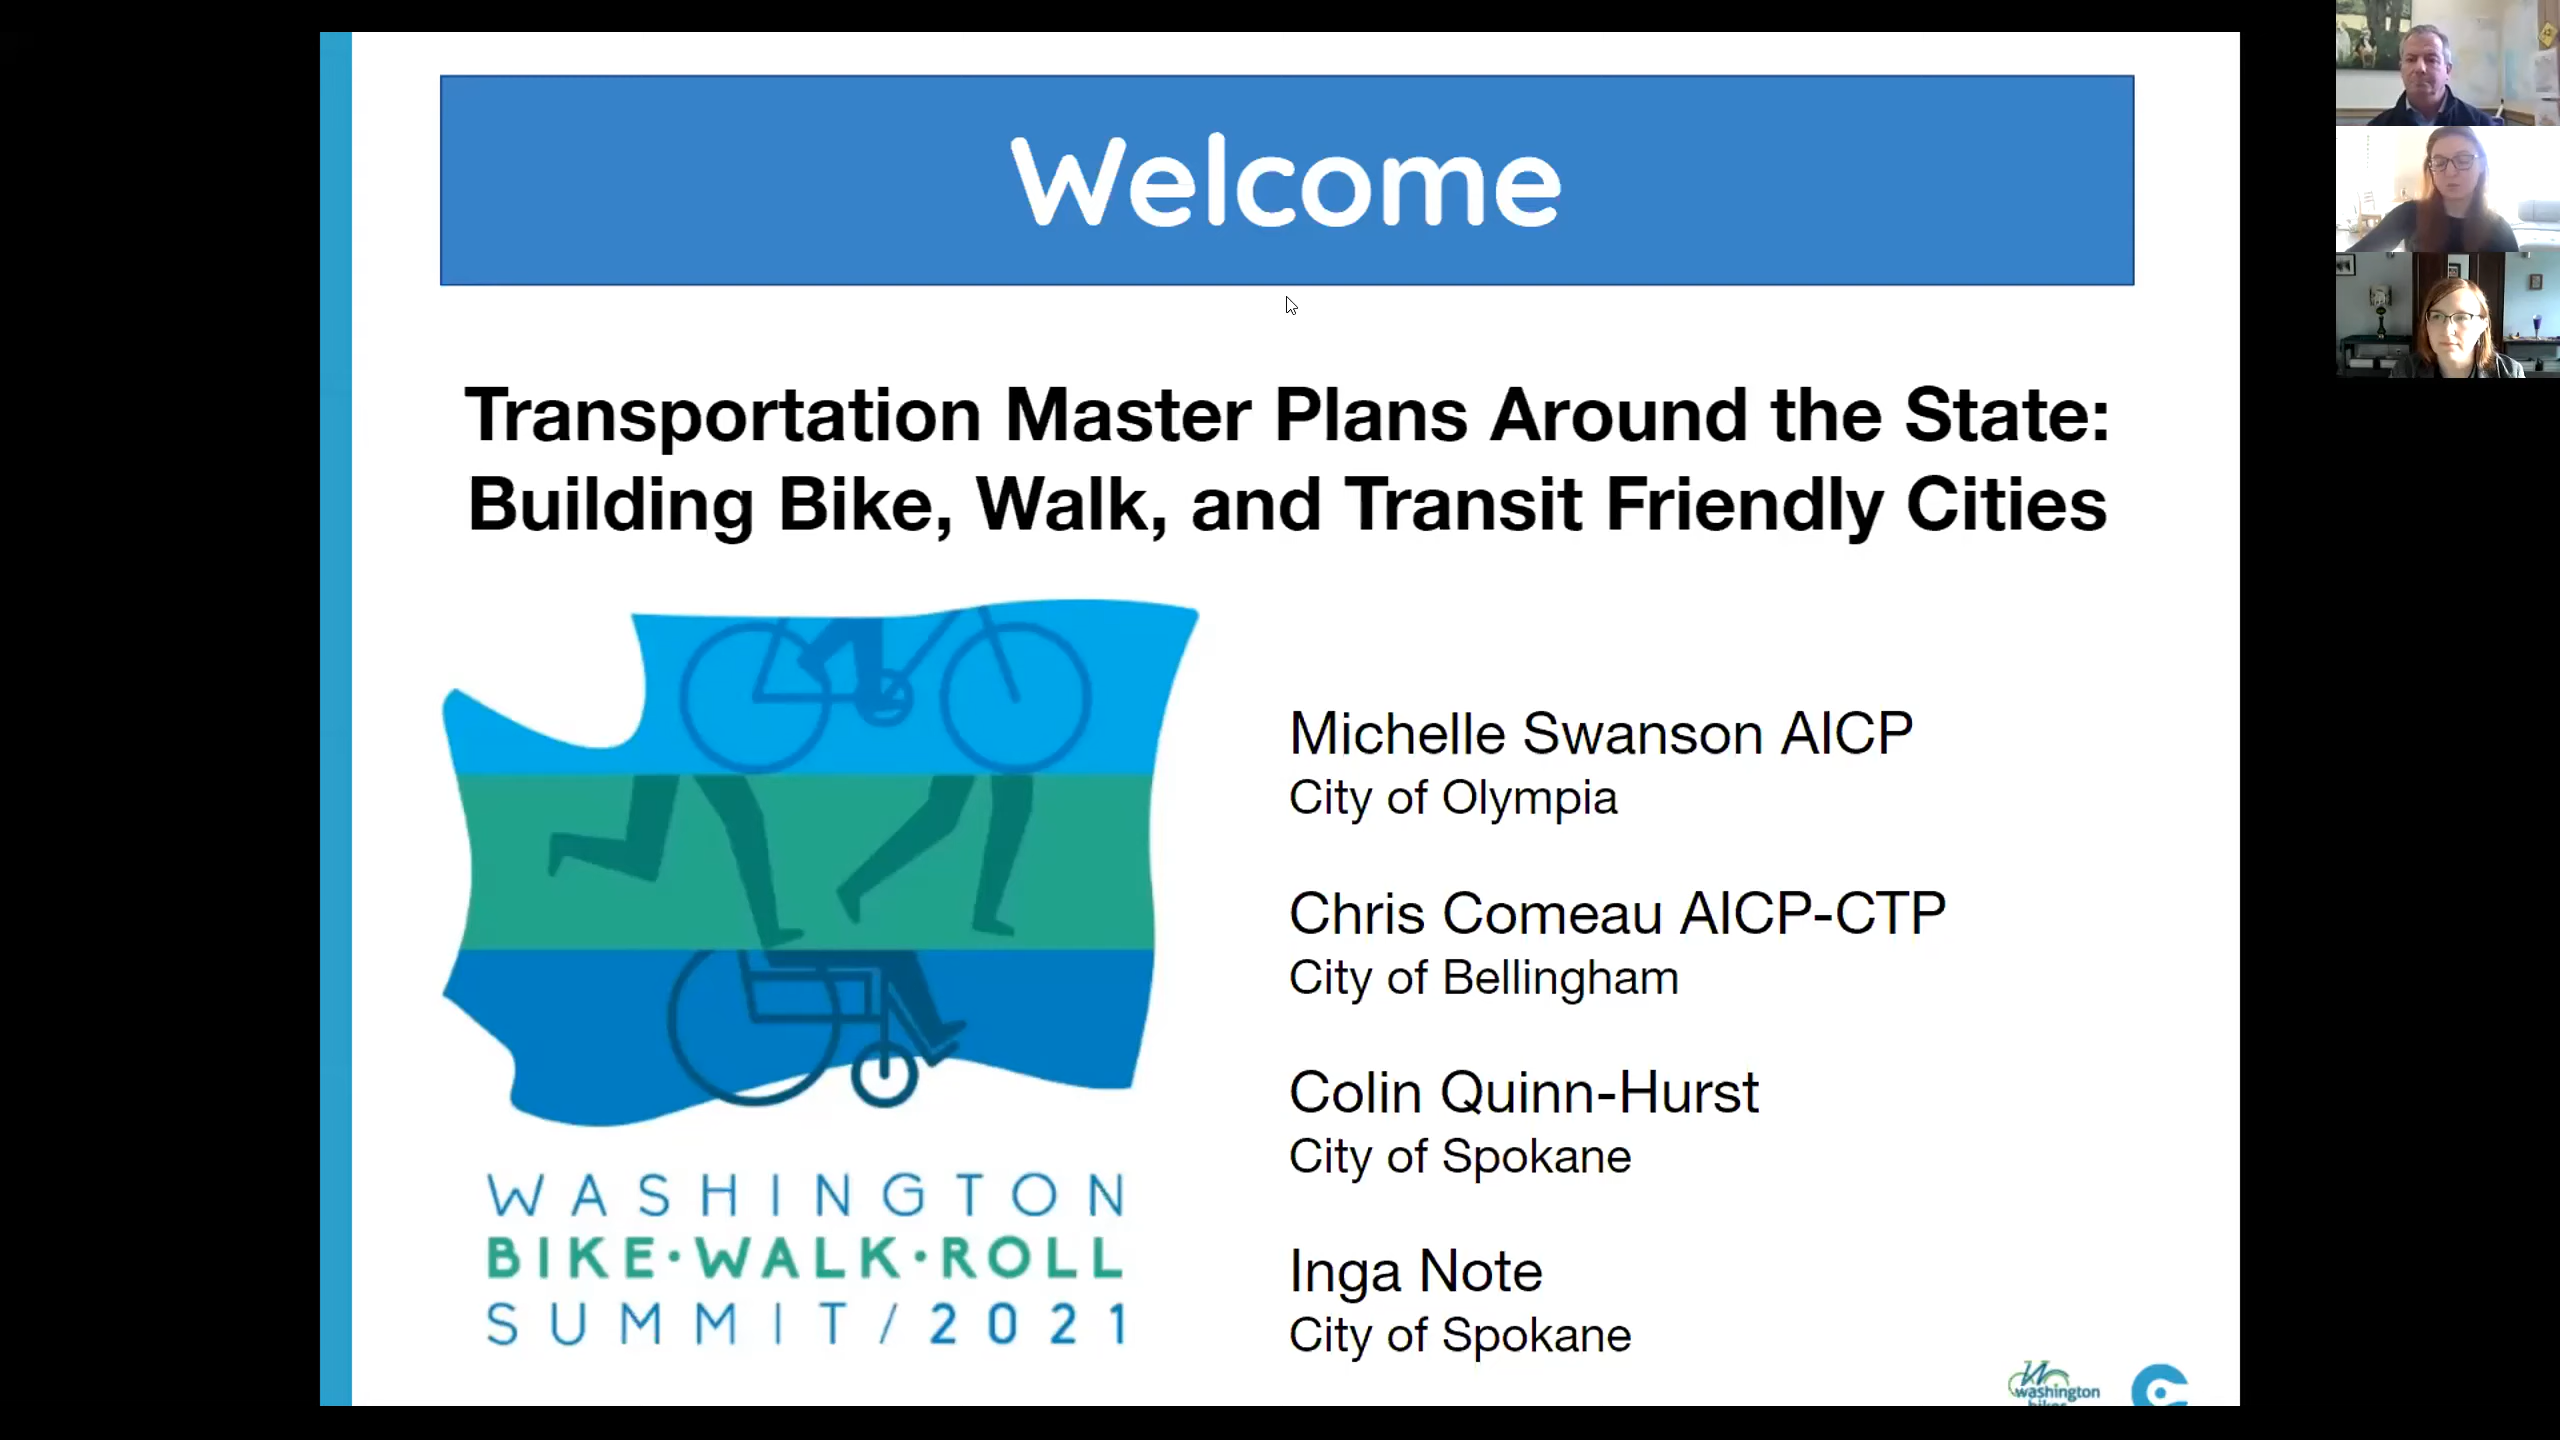 Welcome
Transportation Master Plans Around the State:
Building Bike, Walk, and Transit Friendly Cities
Michelle Swanson AICP
City of Olympia
Chris Comeau AICP-CTP
City of Bellingham
Colin Quinn-Hurst
City of Spokane
Inga Note
City of Spokane
WASHINGTON
BIKE·WALK·ROLL
SUMMIT/2021
washington